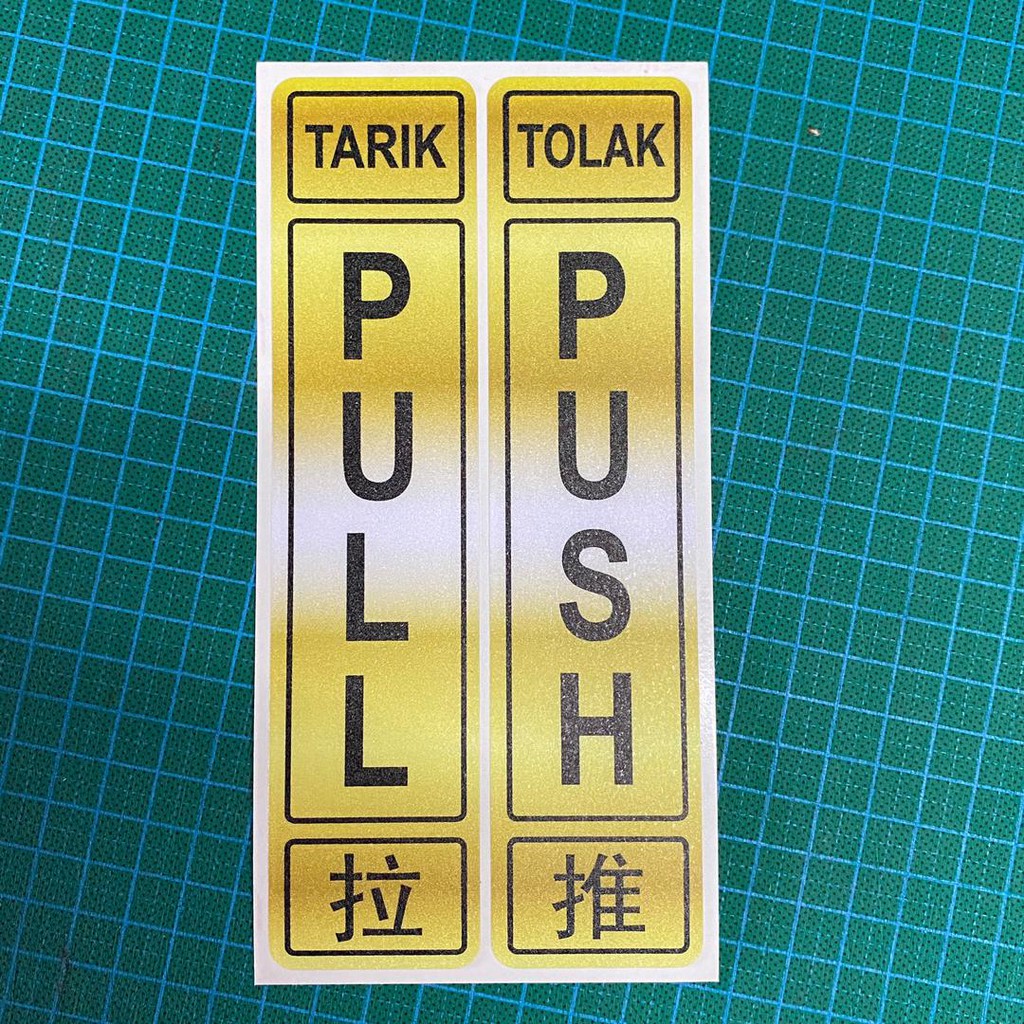 TARIK
PULL
拉
TOLAK
PUSH
推